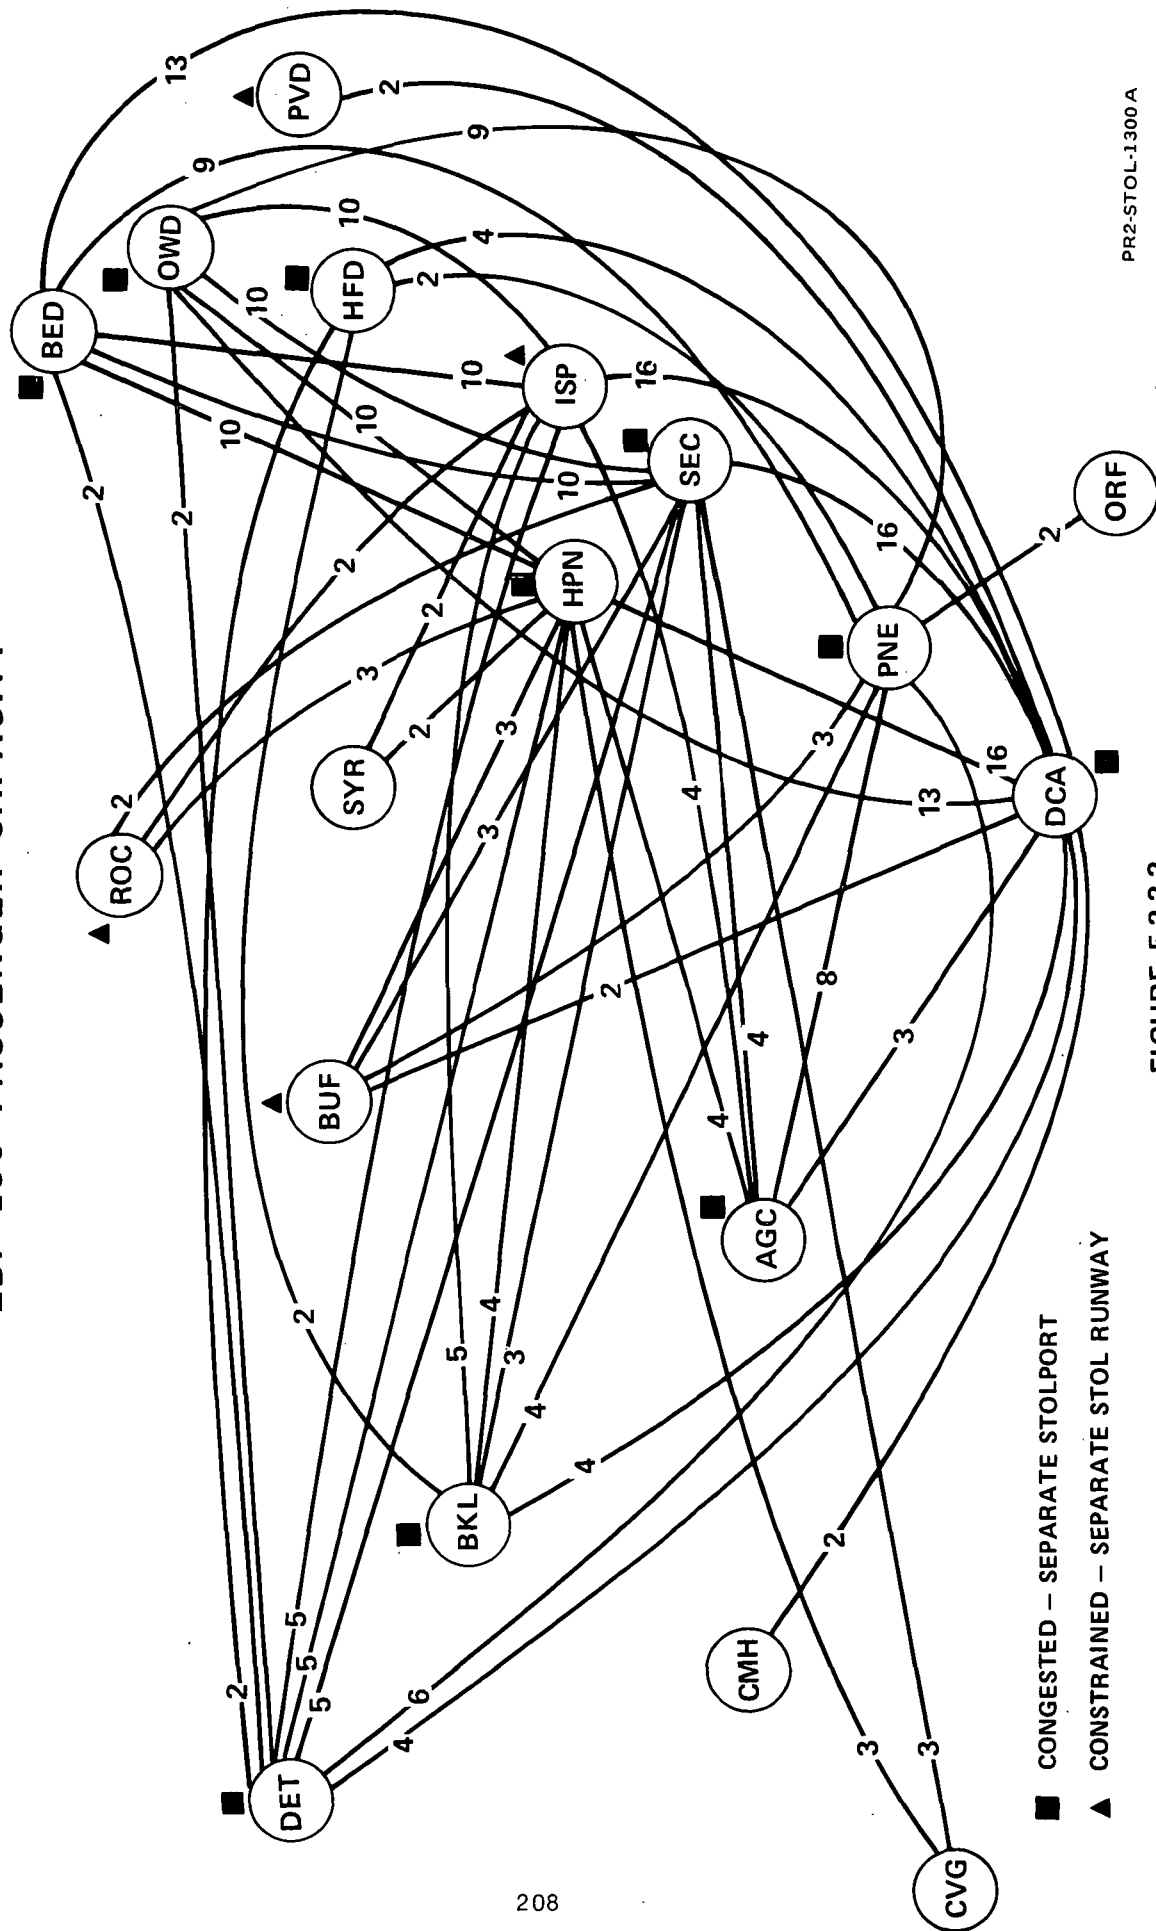 BED
2
ROC
2
OWD
13
2
9
10
2
10
DET
5
PVD
2
5
5
BUF
2
10
HFD
SYR
10
3
2
4
2
6
2
2
5
BKL
10
9
4
3
4
3
3
4
ISP
10
HPN
4
2
16
SEC
4
4
CMH
4
AGC
3
8
2
3
16
PNE
3
3
13
CVG
16
2
DCA
ORF
■ CONGESTED – SEPARATE STOLPORT
▲ CONSTRAINED – SEPARATE STOL RUNWAY
PR2-STOL-1300A
208